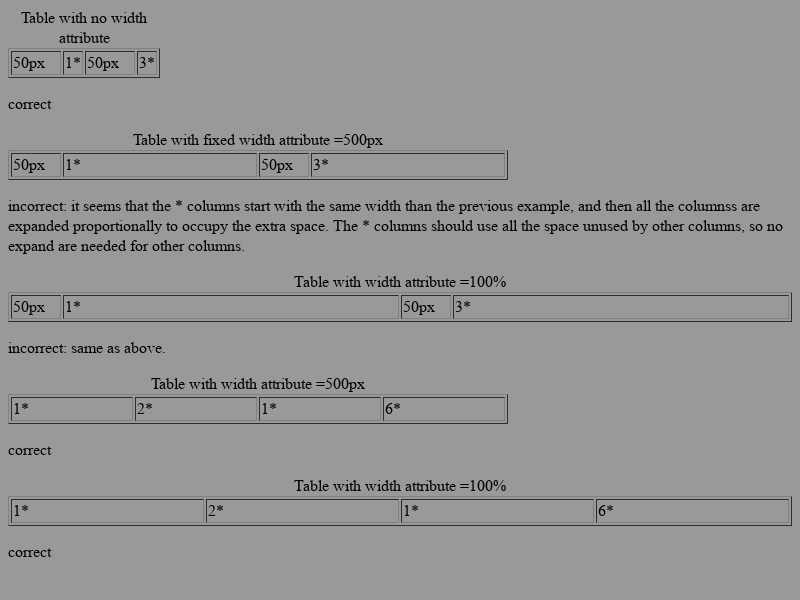 Table with no width
attribute
50px 1* 50px 3*
correct
Table with fixed width attribute =500px
50px 1* 50px 3*
incorrect: it seems that the * columns start with the same width than the previous example, and then all the columnss are
expanded proportionally to occupy the extra space. The * columns should use all the space unused by other columns, so no
expand are needed for other columns.
Table with width attribute =100%
50px 1* 50px 3*
incorrect: same as above.
Table with width attribute =500px
1* 2* 1* 6*
correct
Table with width attribute =100%
1* 2* 1* 6*
correct